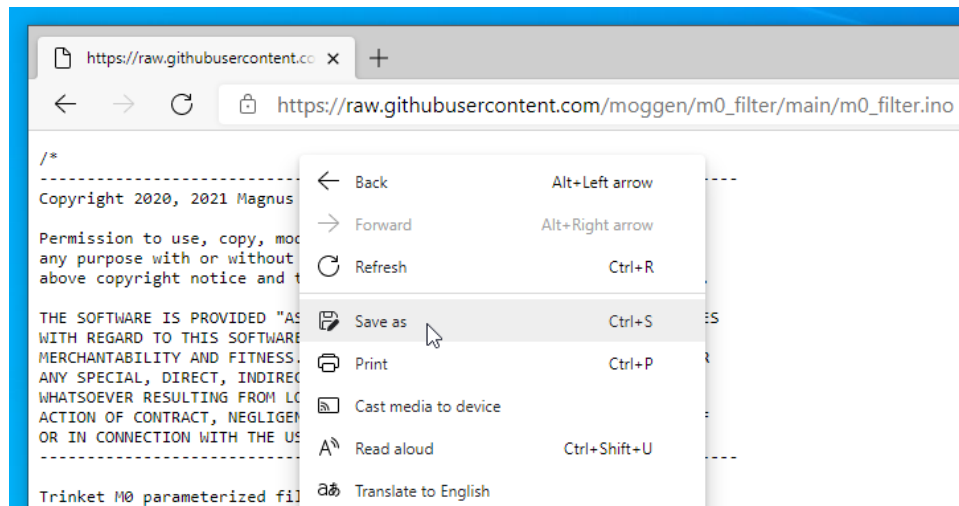 https://raw.githubusercontent.co
https://raw.githubusercontent.com/moggen/m0_filter/main/m0_filter.ino
/*
--------------------------
Copyright 2020, 2021 Magnus
Permission to use, copy, mod
any purpose with or without
above copyright notice and t
THE SOFTWARE IS PROVIDED "AS
WITH REGARD TO THIS SOFTWARE
MERCHANTABILITY AND FITNESS.
ANY SPECIAL, DIRECT, INDIREC
WHATSOEVER RESULTING FROM LO
ACTION OF CONTRACT, NEGLIGEN
OR IN CONNECTION WITH THE US
--------------------------
Trinket M0 parameterized fil
Back Alt+Left arrow
Forward Alt+Right arrow
Refresh Ctrl+R
Save as Ctrl+S
Print Ctrl+P
Cast media to device
Read aloud Ctrl+Shift+U
Translate to English